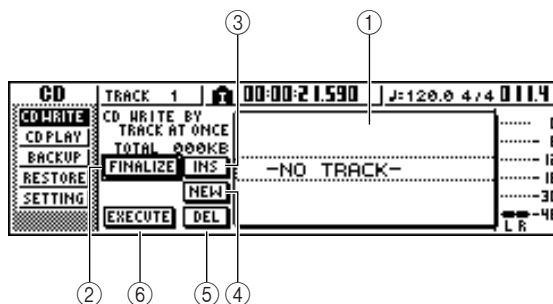 ③ ①
CD TRACK 1 00:00:21.590 ♩=120.0 4/4 011.4
CD WRITE CD WRITE BY
TRACK AT ONCE
CD PLAY TOTAL 000KB
BACKUP FINALIZE INS -NO TRACK-
RESTORE NEW
SETTING EXECUTE DEL
L R
② ⑥ ⑤ ④